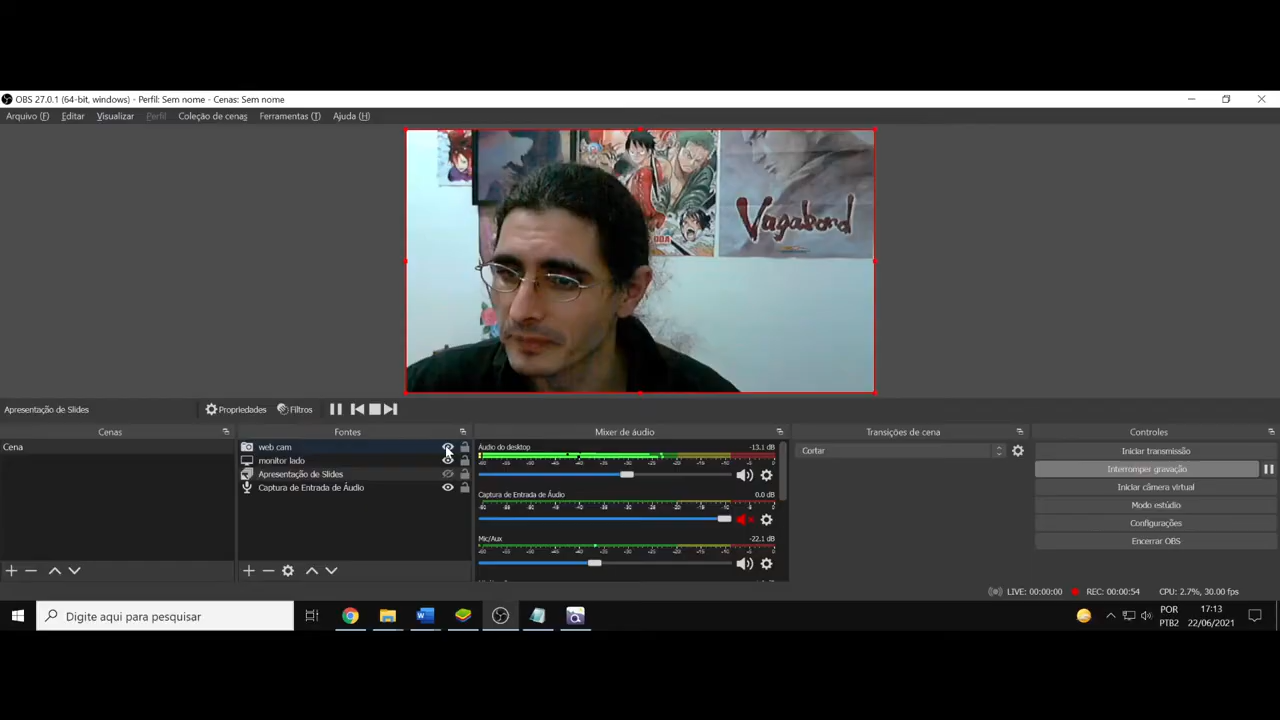 OBS 27.0.1 (64-bit, windows) - Perfil: Sem nome - Cenas: Sem nome
Arquivo (F) Editar Visualizar Perfil Coleção de cenas Ferramentas (T) Ajuda (H)
Vagabond
ODA
Apresentação de Slides Propriedades Filtros
Cenas Fontes Mixer de áudio Transições de cena Controles
Cena
web cam
monitor lado
Apresentação de Slides
Captura de Entrada de Áudio
Áudio do desktop -13.1 dB
Captura de Entrada de Áudio 0.0 dB
Mic/Aux -22.1 dB
Cortar
Iniciar transmissão
Interromper gravação
Iniciar câmera virtual
Modo estúdio
Configurações
Encerrar OBS
LIVE: 00:00:00 REC: 00:00:54 CPU: 2.7%, 30.00 fps
Digite aqui para pesquisar
POR
PTB2
17:13
22/06/2021